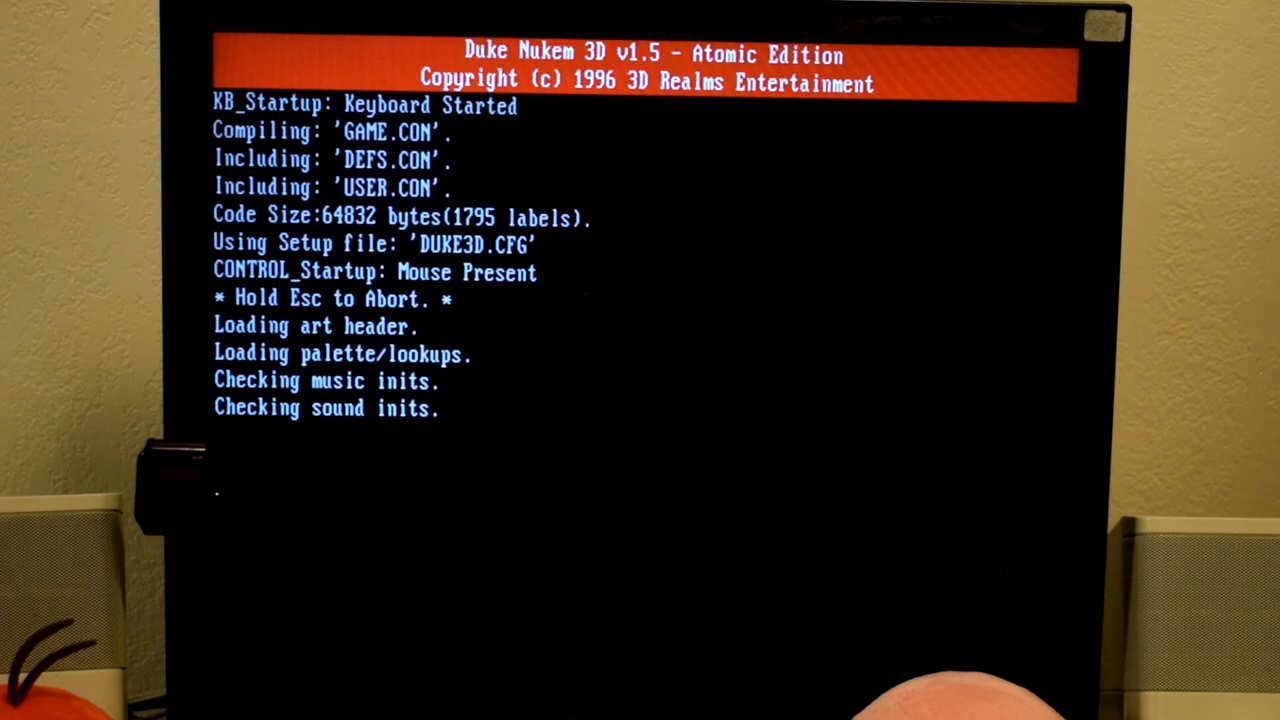 Duke Nukem 3D v1.5 - Atomic Edition
Copyright (c) 1996 3D Realms Entertainment
KB_Startup: Keyboard Started
Compiling: 'GAME.CON'.
Including: 'DEFS.CON'.
Including: 'USER.CON'.
Code Size:64832 bytes(1795 labels).
Using Setup file: 'DUKE3D.CFG'
CONTROL_Startup: Mouse Present
* Hold Esc to Abort. *
Loading art header.
Loading palette/lookups.
Checking music inits.
Checking sound inits.